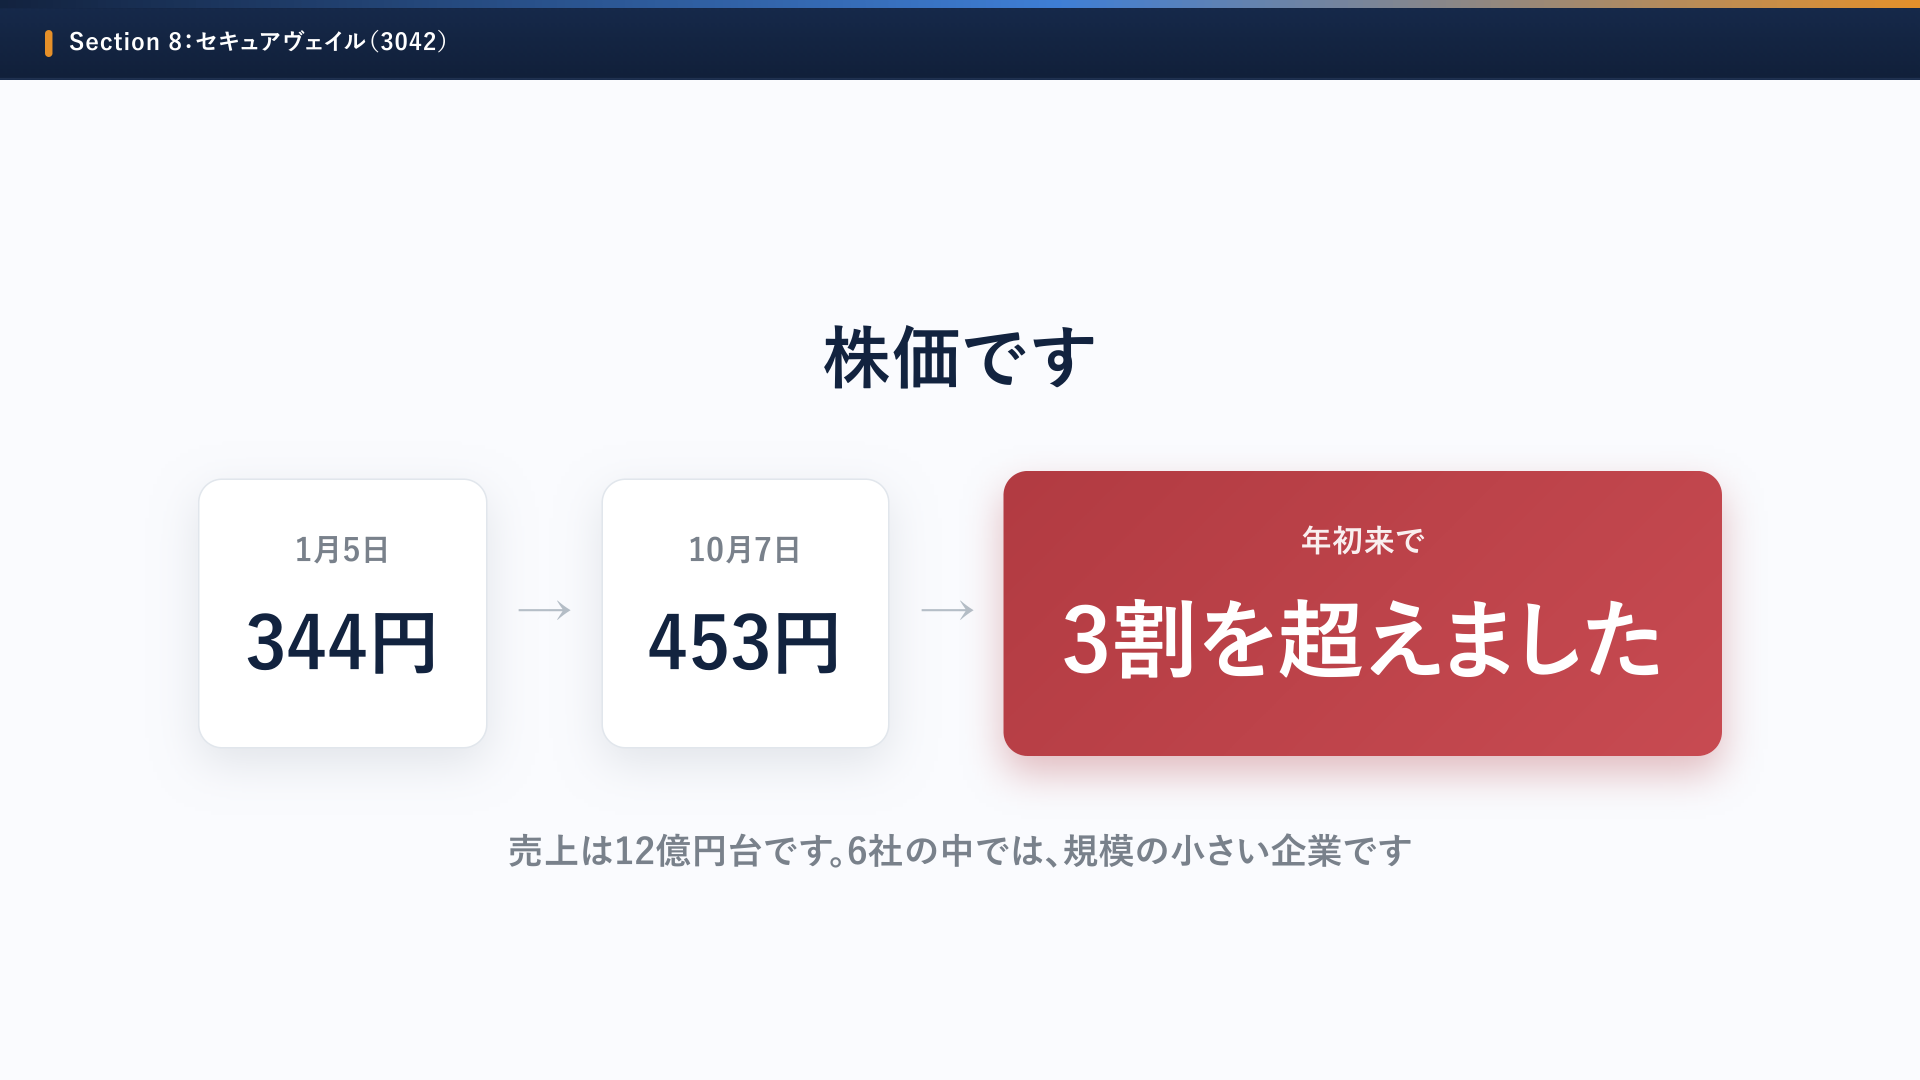 Section 8：セキュアヴェイル（3042）
株価です
1月5日
344円
→
10月7日
453円
→
年初来で
3割を超えました
売上は12億円台です。6社の中では、規模の小さい企業です